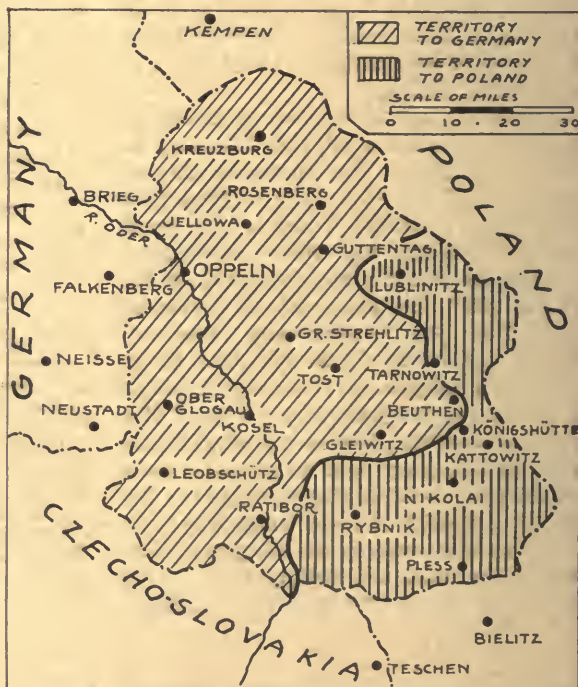 KEMPEN
TERRITORY
TO GERMANY
TERRITORY
TO POLAND
SCALE OF MILES
0 10 20 30
KREUZBURG
POLAND
GERMANY
BRIEG
ROSENBERG
R. ODER
JELLOWA
GUTTENTAG
OPPELN
LUBLINITZ
FALKENBERG
GR. STREHLITZ
NEISSE
TOST
TARNOWITZ
OBER
GLOGAU
BEUTHEN
NEUSTADT
KOSEL
KÖNIGSHÜTTE
GLEIWITZ
KATTOWITZ
LEOBSCHÜTZ
NIKOLAI
RATIBOR
RYBNIK
PLESS
CZECHO-SLOVAKIA
BIELITZ
TESCHEN